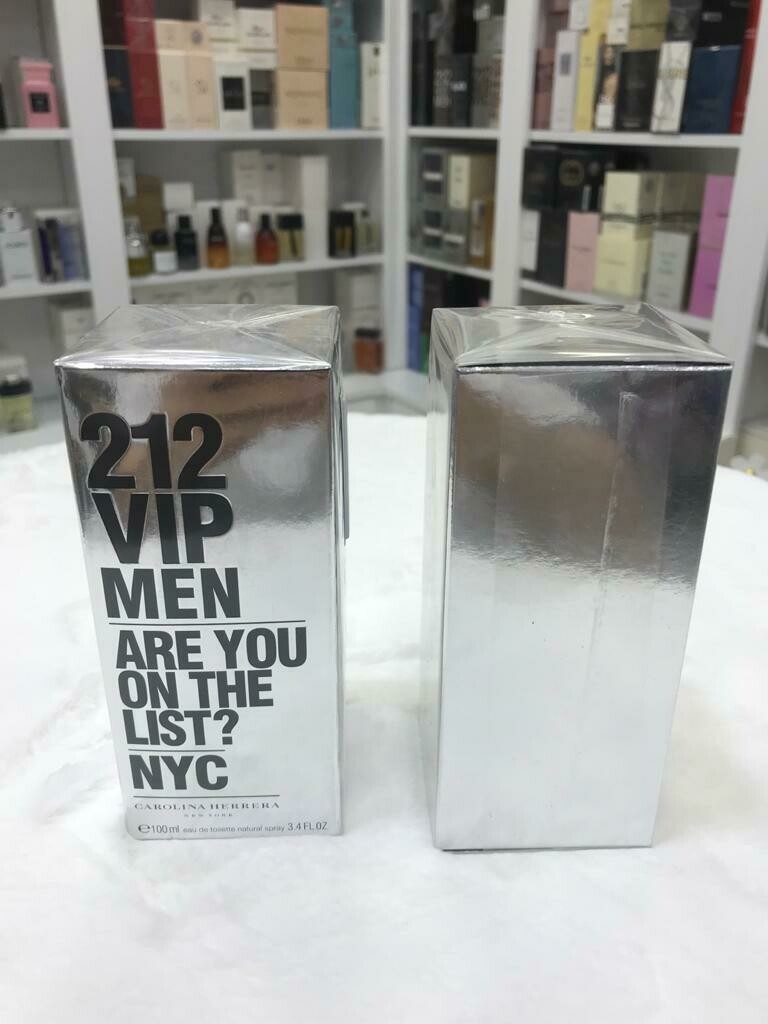 212
VIP
MEN
ARE YOU
ON THE
LIST?
NYC
CAROLINA HERRERA
NEW YORK
℮100 ml eau de toilette natural spray 3.4 FL OZ